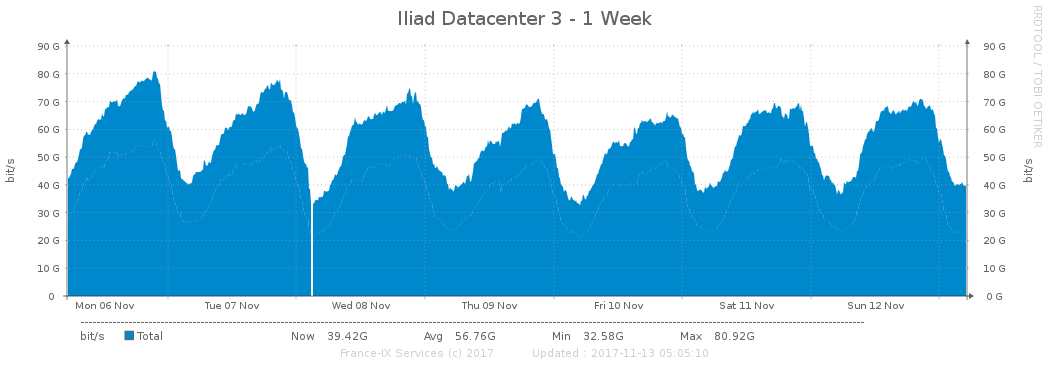 Iliad Datacenter 3 - 1 Week
RRDTOOL / TOBI OETIKER
90 G 90 G
80 G 80 G
70 G 70 G
60 G 60 G
50 G 50 G
40 G 40 G
30 G 30 G
20 G 20 G
10 G 10 G
0 0 G
bit/s bit/s
Mon 06 Nov Tue 07 Nov Wed 08 Nov Thu 09 Nov Fri 10 Nov Sat 11 Nov Sun 12 Nov
bit/s Total Now 39.42G Avg 56.76G Min 32.58G Max 80.92G
France-IX Services (c) 2017 Updated : 2017-11-13 05:05:10